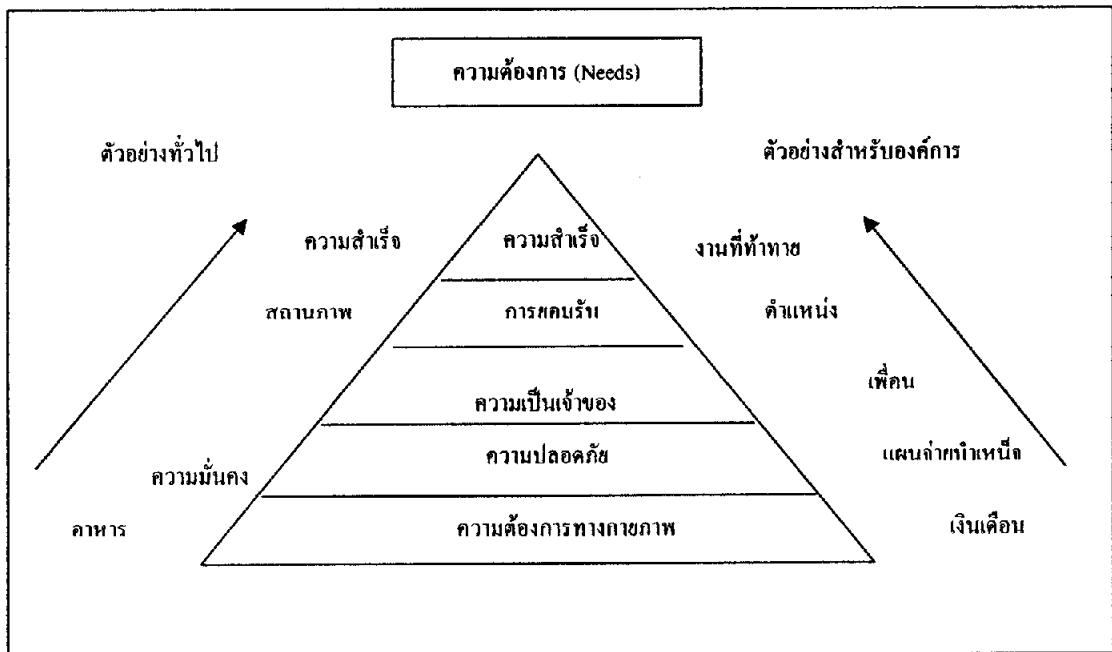 ความต้องการ (Needs)
ตัวอย่างทั่วไป
ตัวอย่างสำหรับองค์การ
ความสำเร็จ
ความสำเร็จ
งานที่ท้าทาย
สถานภาพ
การยอมรับ
ตำแหน่ง
เพื่อน
ความเป็นเจ้าของ
ความปลอดภัย
แผนจ่ายบำเหน็จ
ความมั่นคง
อาหาร
ความต้องการทางกายภาพ
เงินเดือน